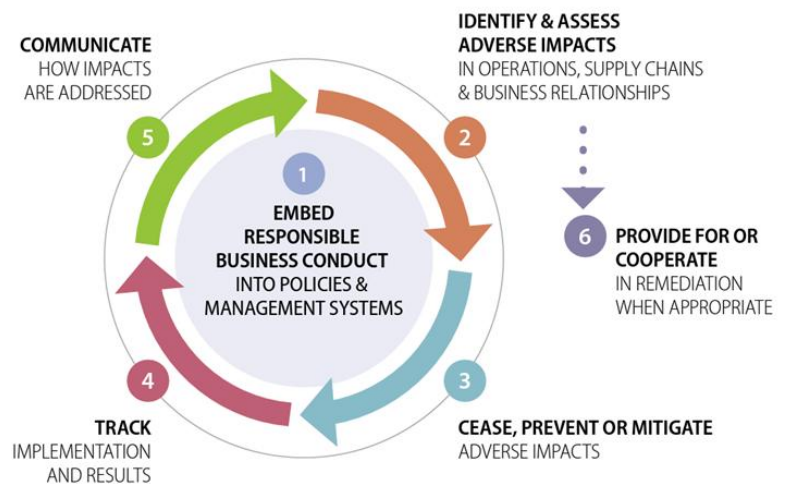 1
EMBED
RESPONSIBLE
BUSINESS CONDUCT
INTO POLICIES &
MANAGEMENT SYSTEMS
2
IDENTIFY & ASSESS
ADVERSE IMPACTS
IN OPERATIONS, SUPPLY CHAINS
& BUSINESS RELATIONSHIPS
3
CEASE, PREVENT OR MITIGATE
ADVERSE IMPACTS
4
TRACK
IMPLEMENTATION
AND RESULTS
5
COMMUNICATE
HOW IMPACTS
ARE ADDRESSED
6
PROVIDE FOR OR
COOPERATE
IN REMEDIATION
WHEN APPROPRIATE